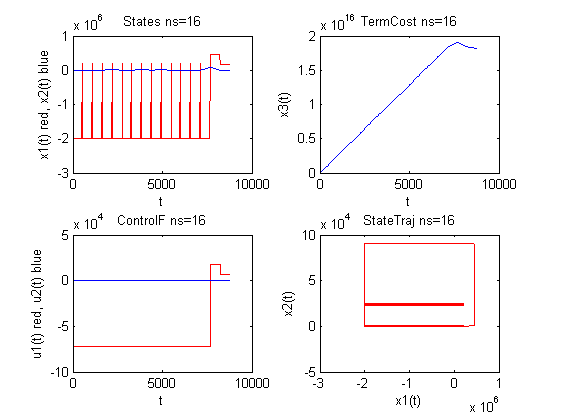 x 10^6
States ns=16
1
0
-1
-2
-3
x1(t) red, x2(t) blue
0
5000
10000
t
x 10^16
TermCost ns=16
2
1.5
1
0.5
0
x3(t)
0
5000
10000
t
x 10^4
ControlF ns=16
5
0
-5
-10
u1(t) red, u2(t) blue
0
5000
10000
t
x 10^4
StateTraj ns=16
10
5
0
-5
x2(t)
-3
-2
-1
0
1
x1(t)
x 10^6